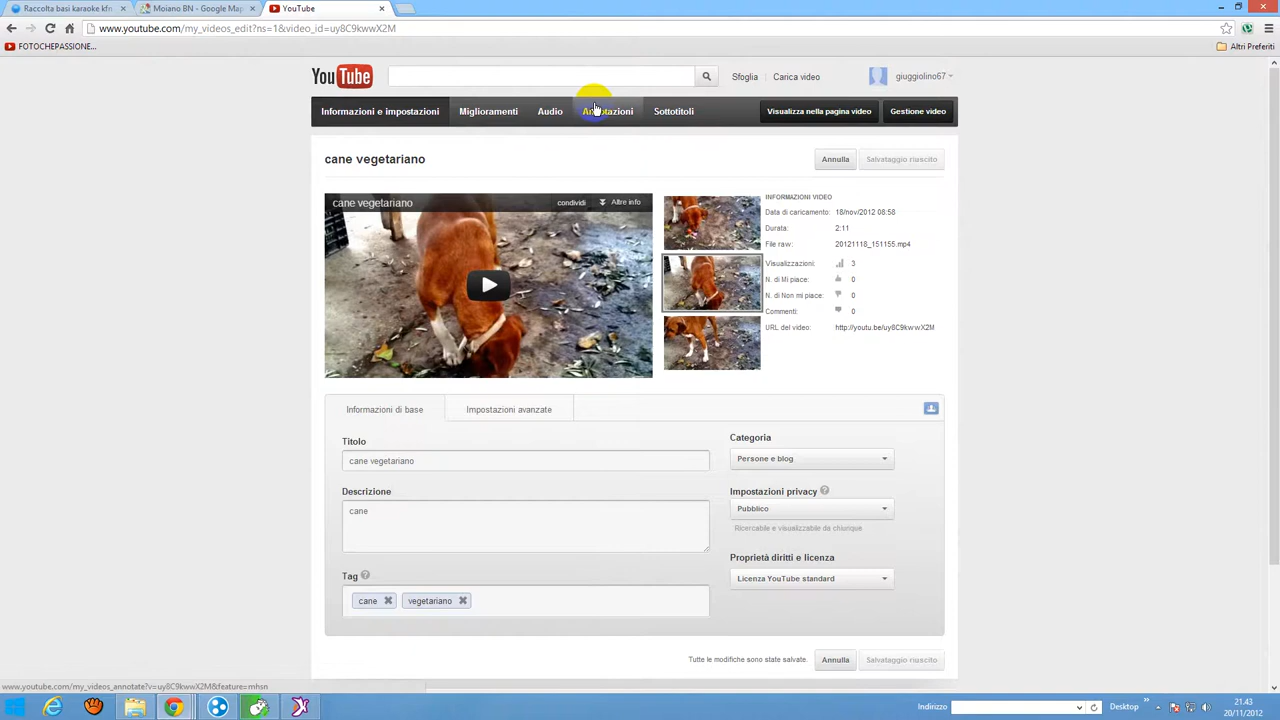 Raccolta basi karaoke kfn
Moiano BN - Google Map
YouTube
www.youtube.com/my_videos_edit?ns=1&video_id=uy8C9kwwX2M
FOTOCHEPASSIONE...
Altri Preferiti
YouTube
Sfoglia
Carica video
giuggiolino67
Informazioni e impostazioni
Miglioramenti
Audio
Annotazioni
Sottotitoli
Visualizza nella pagina video
Gestione video
cane vegetariano
Annulla
Salvataggio riuscito
cane vegetariano
condividi
Altre info
INFORMAZIONI VIDEO
Data di caricamento: 18/nov/2012 08:58
Durata: 2:11
File raw: 20121118_151155.mp4
Visualizzazioni: 3
N. di Mi piace: 0
N. di Non mi piace: 0
Commenti: 0
URL del video: http://youtu.be/uy8C9kwwX2M
Informazioni di base
Impostazioni avanzate
Titolo
cane vegetariano
Descrizione
cane
Tag ?
cane
vegetariano
Categoria
Persone e blog
Impostazioni privacy ?
Pubblico
Ricercabile e visualizzabile da chiunque
Proprietà diritti e licenza
Licenza YouTube standard
Tutte le modifiche sono state salvate.
Annulla
Salvataggio riuscito
www.youtube.com/my_videos_annotate?v=uy8C9kwwX2M&feature=mhsn
Indirizzo
Desktop
21.43
20/11/2012